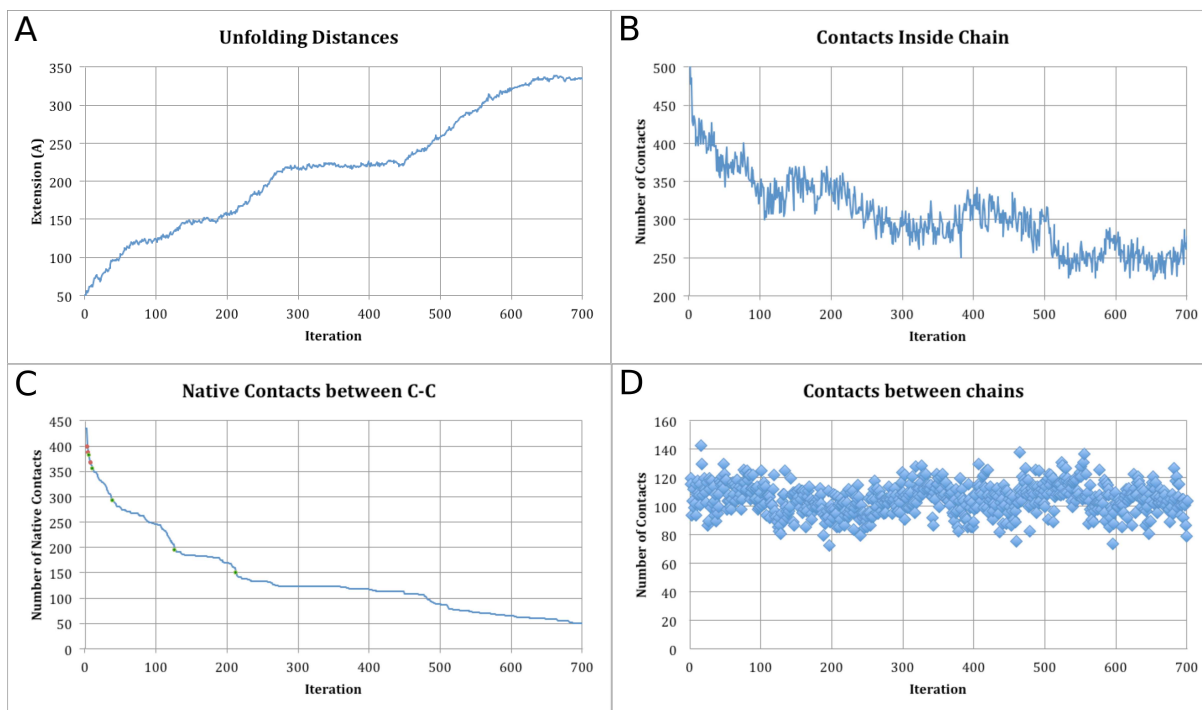 A
Unfolding Distances
Extension (A)
350
300
250
200
150
100
50
0 100 200 300 400 500 600 700
Iteration
B
Contacts Inside Chain
Number of Contacts
500
450
400
350
300
250
200
0 100 200 300 400 500 600 700
Iteration
C
Native Contacts between C-C
Number of Native Contacts
450
400
350
300
250
200
150
100
50
0
0 100 200 300 400 500 600 700
Iteration
D
Contacts between chains
Number of Contacts
160
140
120
100
80
60
40
20
0
0 100 200 300 400 500 600 700
Iteration